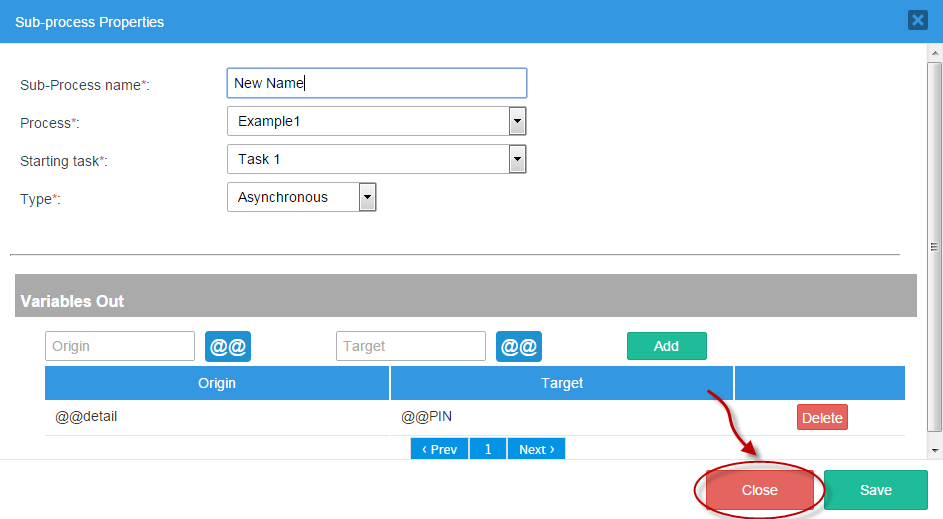 Sub-process Properties
Sub-Process name*: New Name
Process*: Example1
Starting task*: Task 1
Type*: Asynchronous
Variables Out
Origin @@ Target @@ Add
Origin Target
@@detail @@PIN Delete
‹ Prev 1 Next ›
Close Save